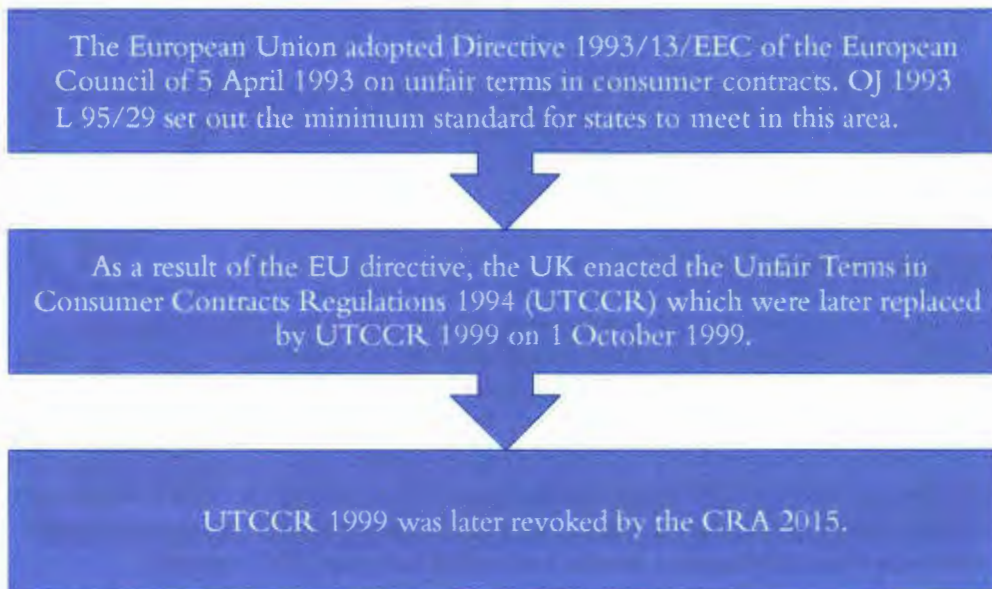 The European Union adopted Directive 1993/13/EEC of the European
Council of 5 April 1993 on unfair terms in consumer contracts. OJ 1993
L 95/29 set out the minimum standard for states to meet in this area.
As a result of the EU directive, the UK enacted the Unfair Terms in
Consumer Contracts Regulations 1994 (UTCCR) which were later replaced
by UTCCR 1999 on 1 October 1999.
UTCCR 1999 was later revoked by the CRA 2015.